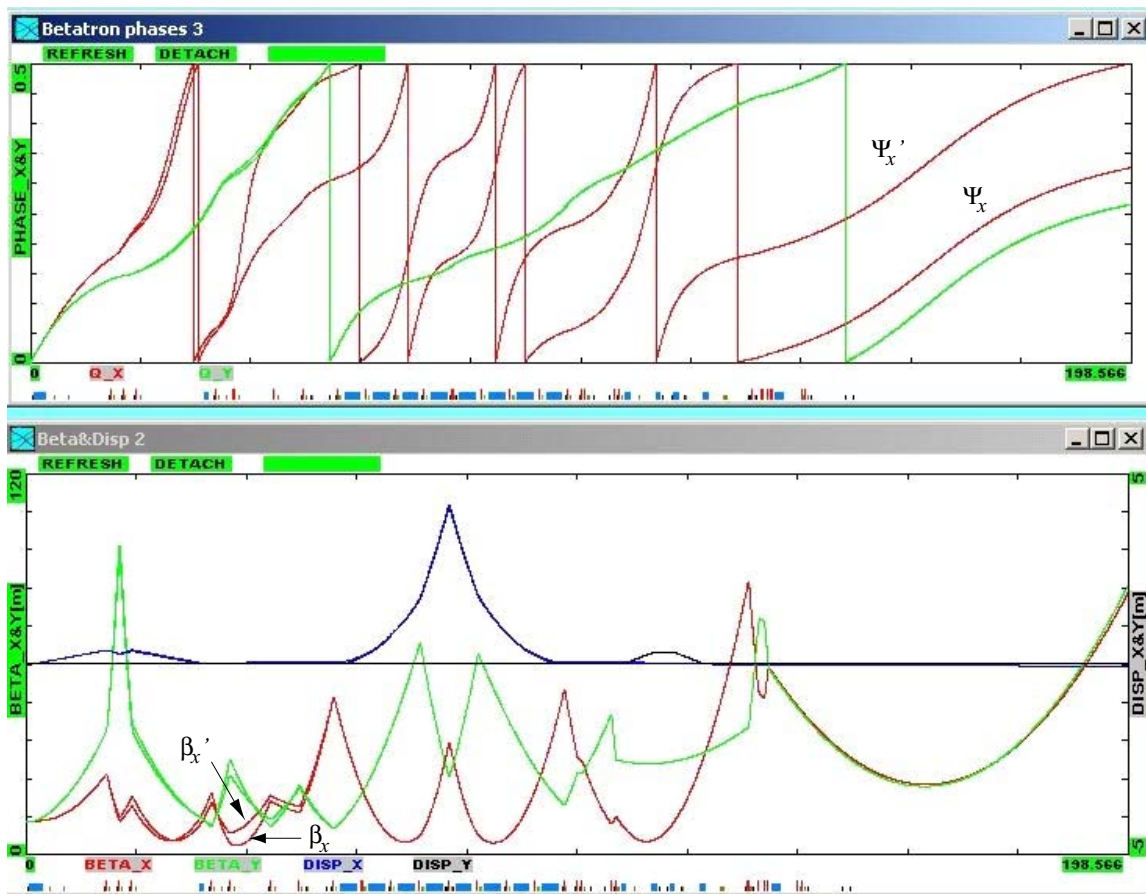 Betatron phases 3
REFRESH DETACH
0.5
PHASE_X&Y
0
Ψx'
Ψx
0 Q_X Q_Y 198.566
Beta&Disp 2
REFRESH DETACH
120 5
BETA_X&Y[m] DISP_X&Y[m]
βx'
βx
0 -5
0 BETA_X BETA_Y DISP_X DISP_Y 198.566